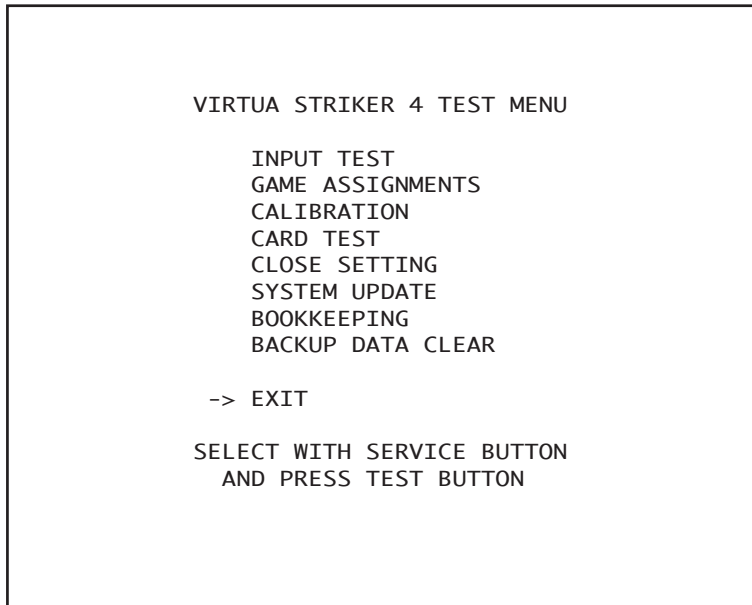 VIRTUA STRIKER 4 TEST MENU
INPUT TEST
GAME ASSIGNMENTS
CALIBRATION
CARD TEST
CLOSE SETTING
SYSTEM UPDATE
BOOKKEEPING
BACKUP DATA CLEAR
-> EXIT
SELECT WITH SERVICE BUTTON
AND PRESS TEST BUTTON